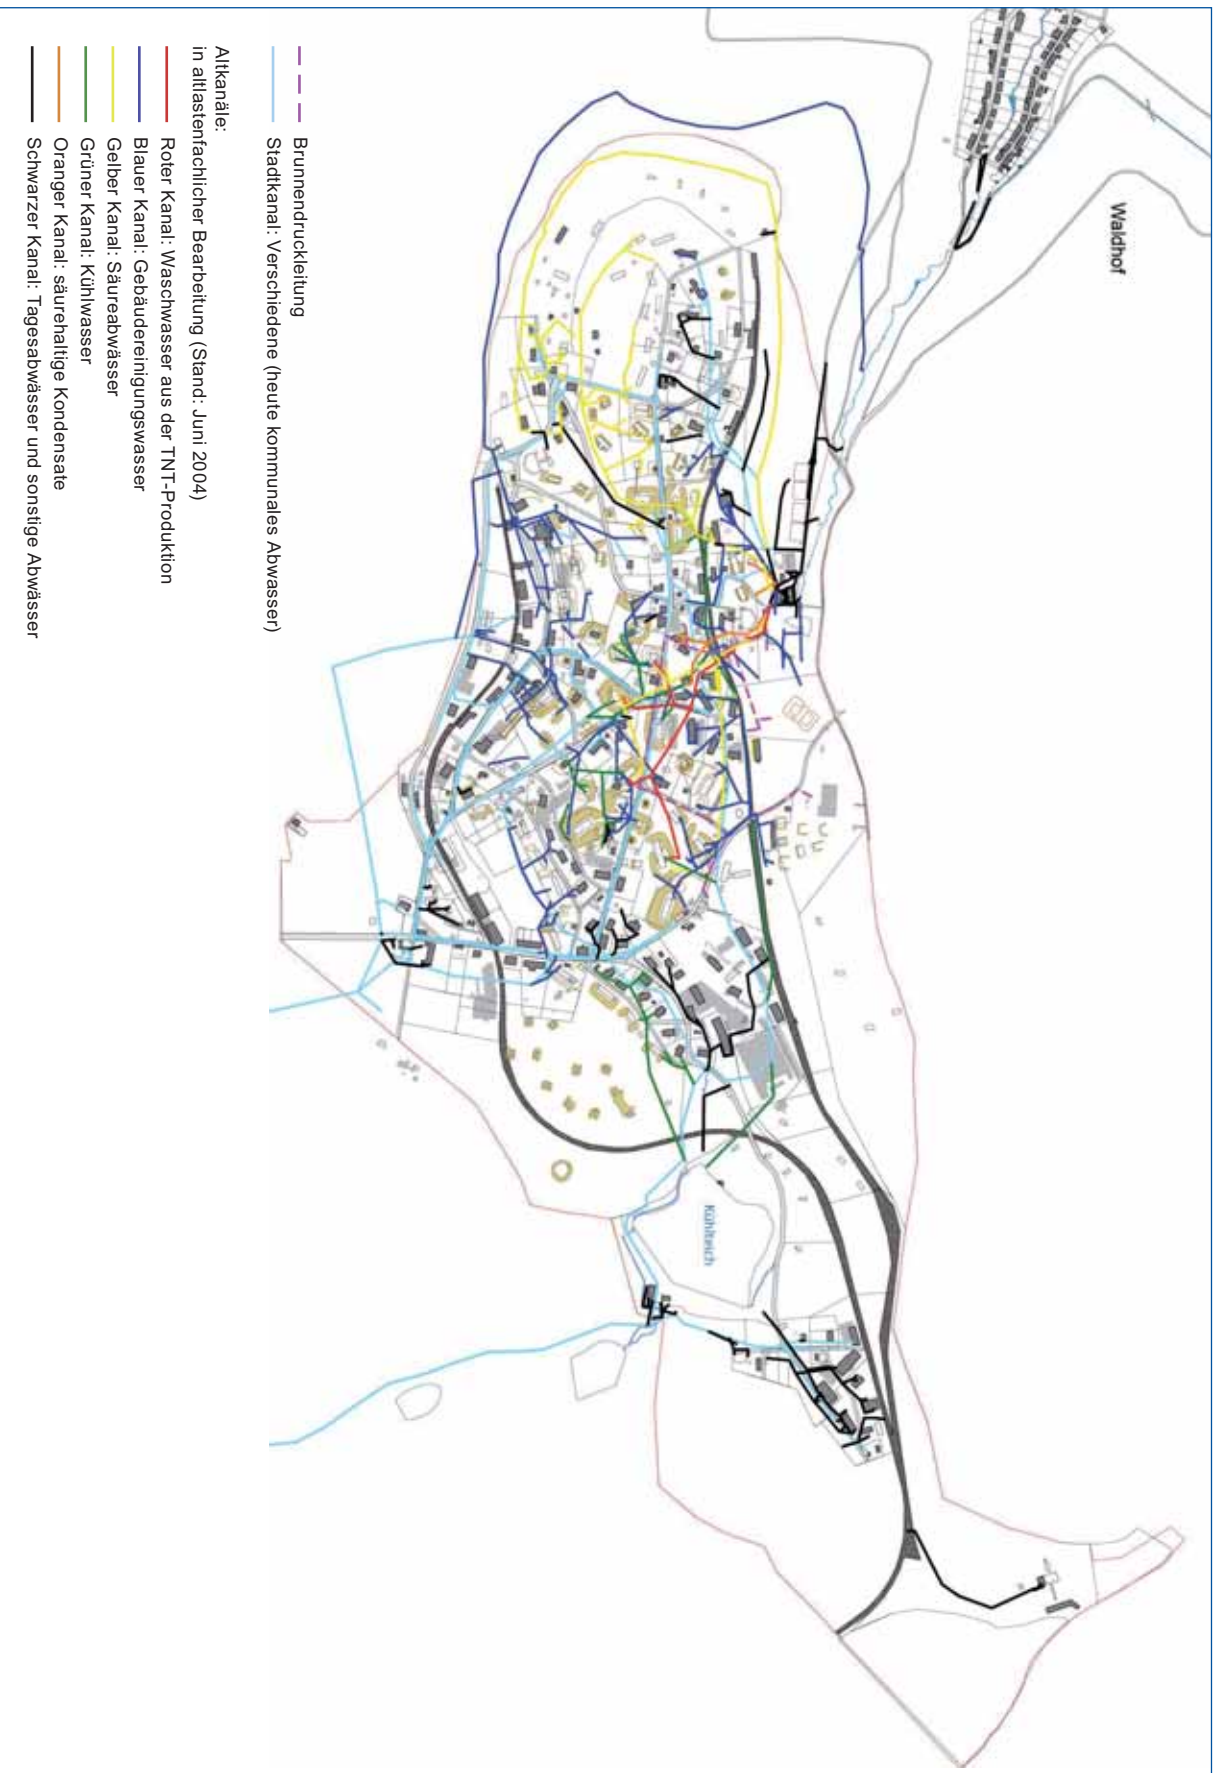 Waldhof
Kühlteich
Brunnendruckleitung
Stadtkanal: Verschiedene (heute kommunales Abwasser)
Altkanäle:
in altlastenfachlicher Bearbeitung (Stand: Juni 2004)
Roter Kanal: Waschwasser aus der TNT-Produktion
Blauer Kanal: Gebäudereinigungswasser
Gelber Kanal: Säureabwässer
Grüner Kanal: Kühlwasser
Oranger Kanal: säurehaltige Kondensate
Schwarzer Kanal: Tagesabwässer und sonstige Abwässer